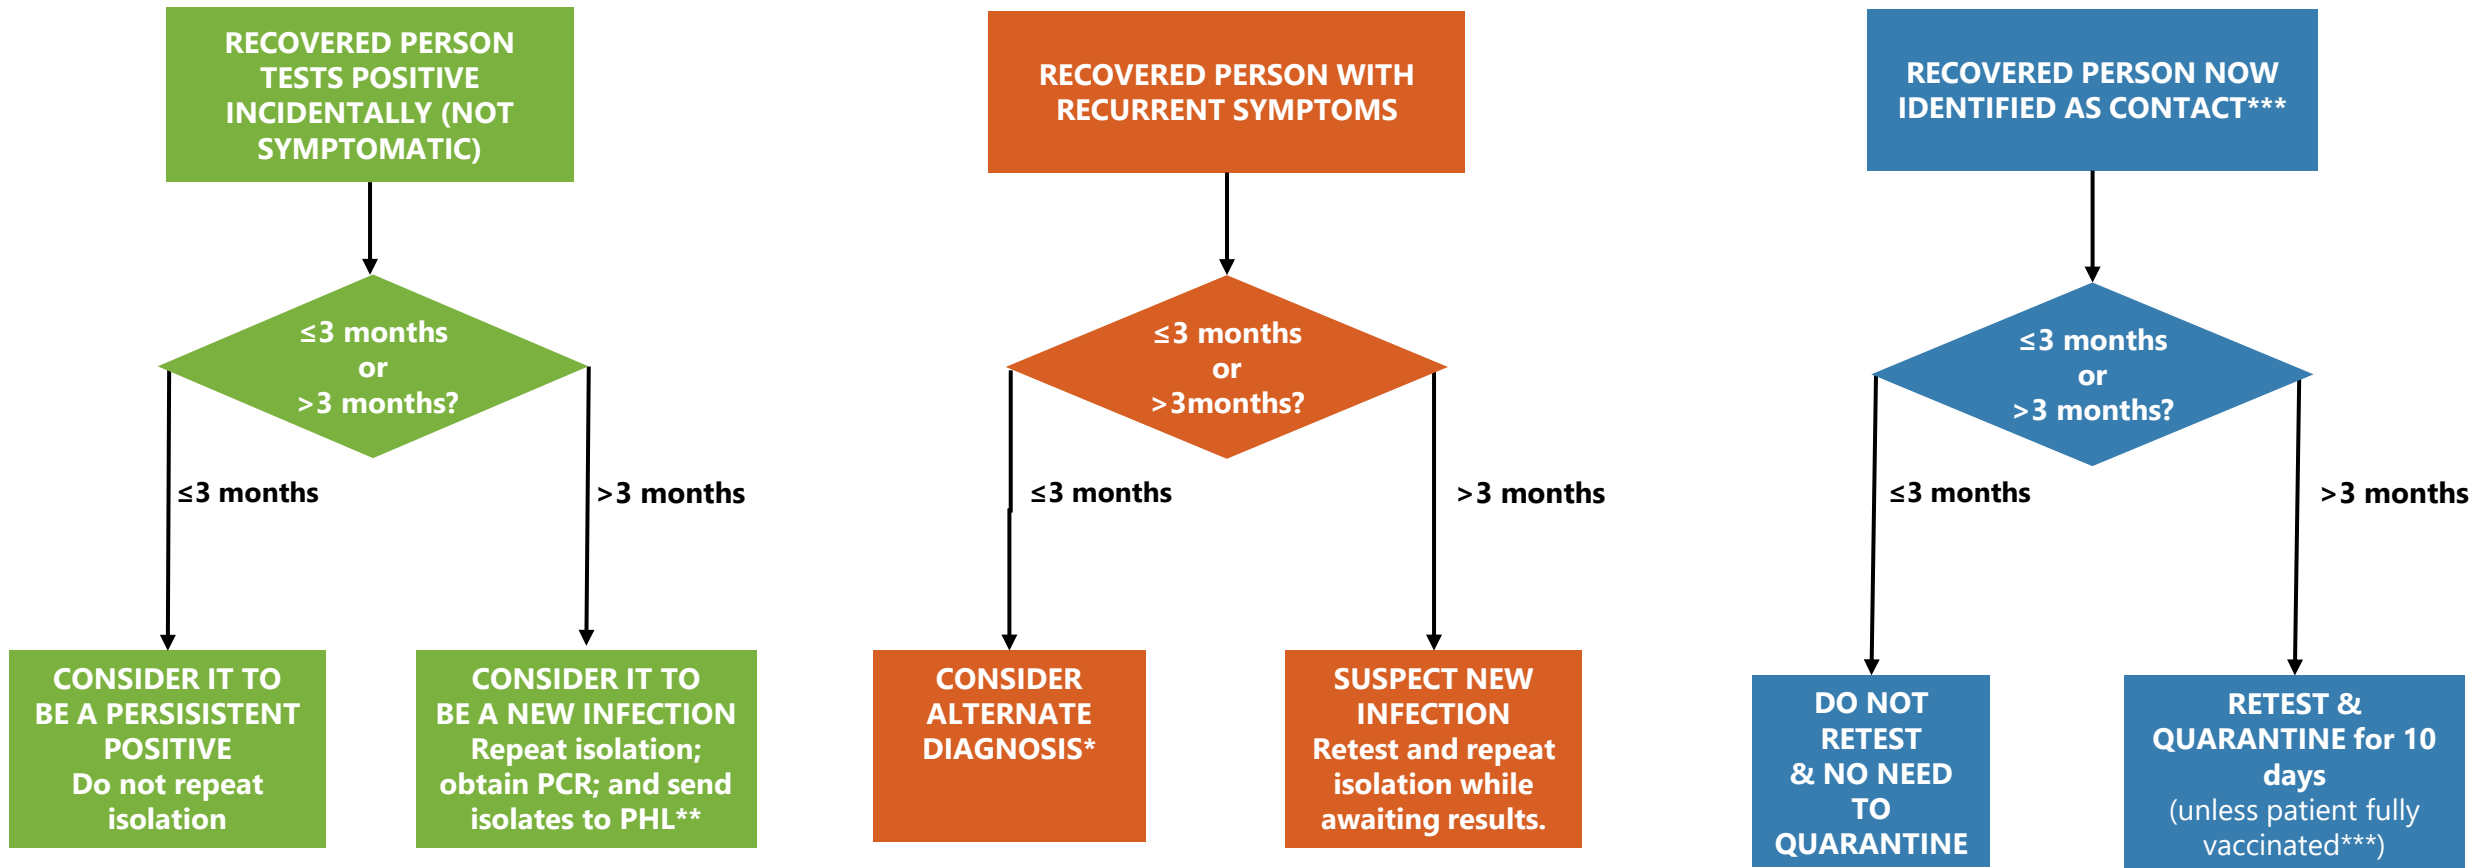 RECOVERED PERSON
TESTS POSITIVE
INCIDENTALLY (NOT
SYMPTOMATIC)
≤3 months
or
>3 months?
≤3 months
>3 months
CONSIDER IT TO
BE A PERSISISTENT
POSITIVE
Do not repeat
isolation
CONSIDER IT TO
BE A NEW INFECTION
Repeat isolation;
obtain PCR; and send
isolates to PHL**
RECOVERED PERSON WITH
RECURRENT SYMPTOMS
≤3 months
or
>3months?
≤3 months
>3 months
CONSIDER
ALTERNATE
DIAGNOSIS*
SUSPECT NEW
INFECTION
Retest and repeat
isolation while
awaiting results.
RECOVERED PERSON NOW
IDENTIFIED AS CONTACT***
≤3 months
or
>3 months?
≤3 months
>3 months
DO NOT
RETEST
& NO NEED
TO
QUARANTINE
RETEST &
QUARANTINE for 10
days
(unless patient fully
vaccinated***)